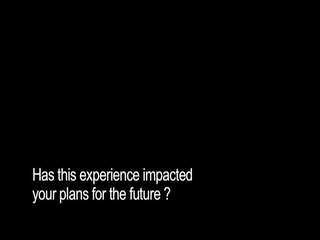 Has this experience impacted
your plans for the future ?